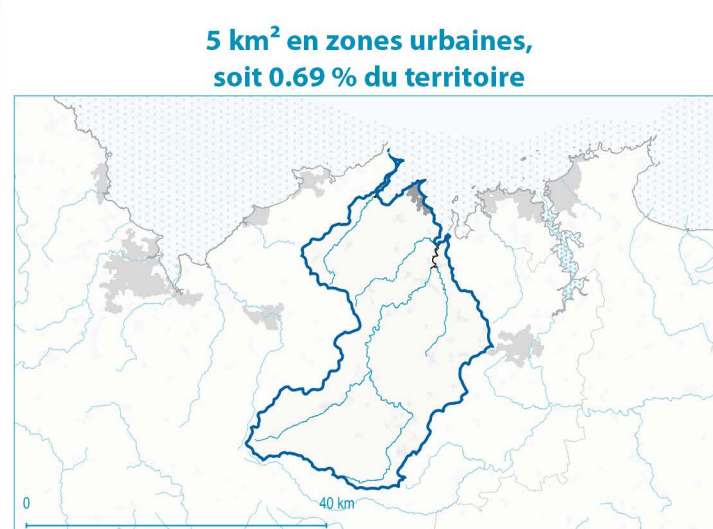 5 km² en zones urbaines,
soit 0.69 % du territoire
0 40 km